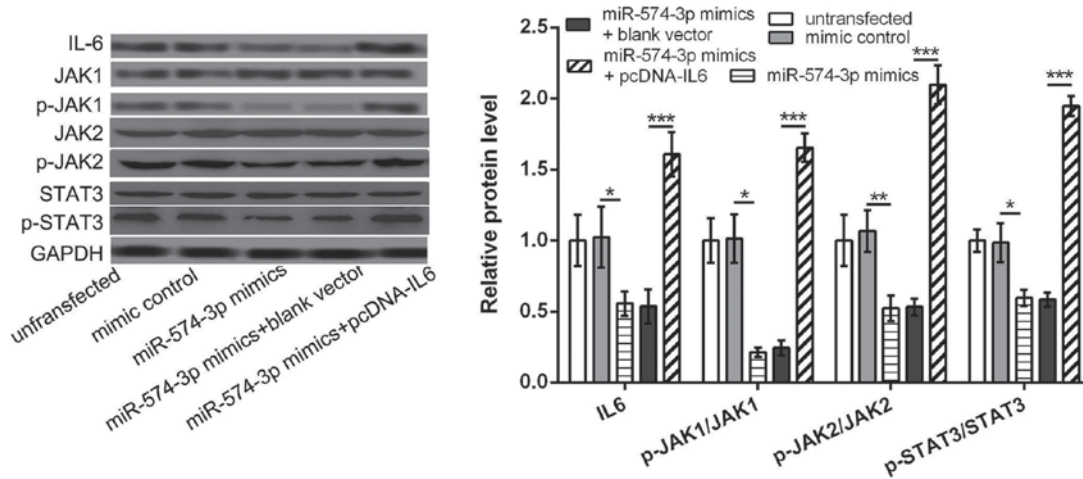 IL-6
JAK1
p-JAK1
JAK2
p-JAK2
STAT3
p-STAT3
GAPDH
unfransfected
mimic control
miR-574-3p mimics
miR-574-3p mimics+blank vector
miR-574-3p mimics+pcDNA-IL6
Relative protein level
2.5
2.0
1.5
1.0
0.5
0.0
miR-574-3p mimics
+ blank vector
miR-574-3p mimics
+ pcDNA-IL6
untransfected
mimic control
miR-574-3p mimics
*
***
*
***
**
***
*
***
IL6
p-JAK1/JAK1
p-JAK2/JAK2
p-STAT3/STAT3